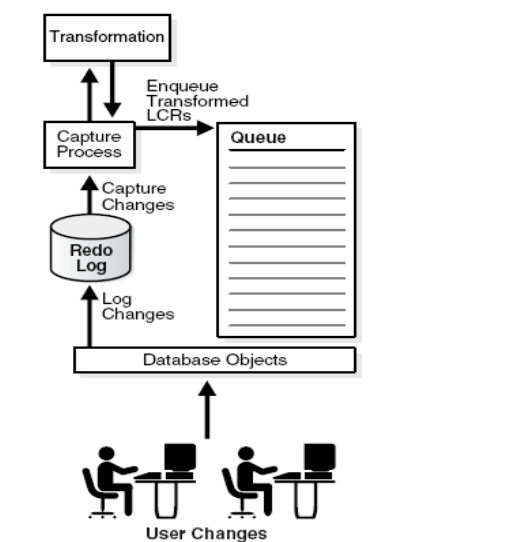 Transformation
Enqueue
Transformed
LCRs
Capture
Process
Queue
Capture
Changes
Redo
Log
Log
Changes
Database Objects
User Changes